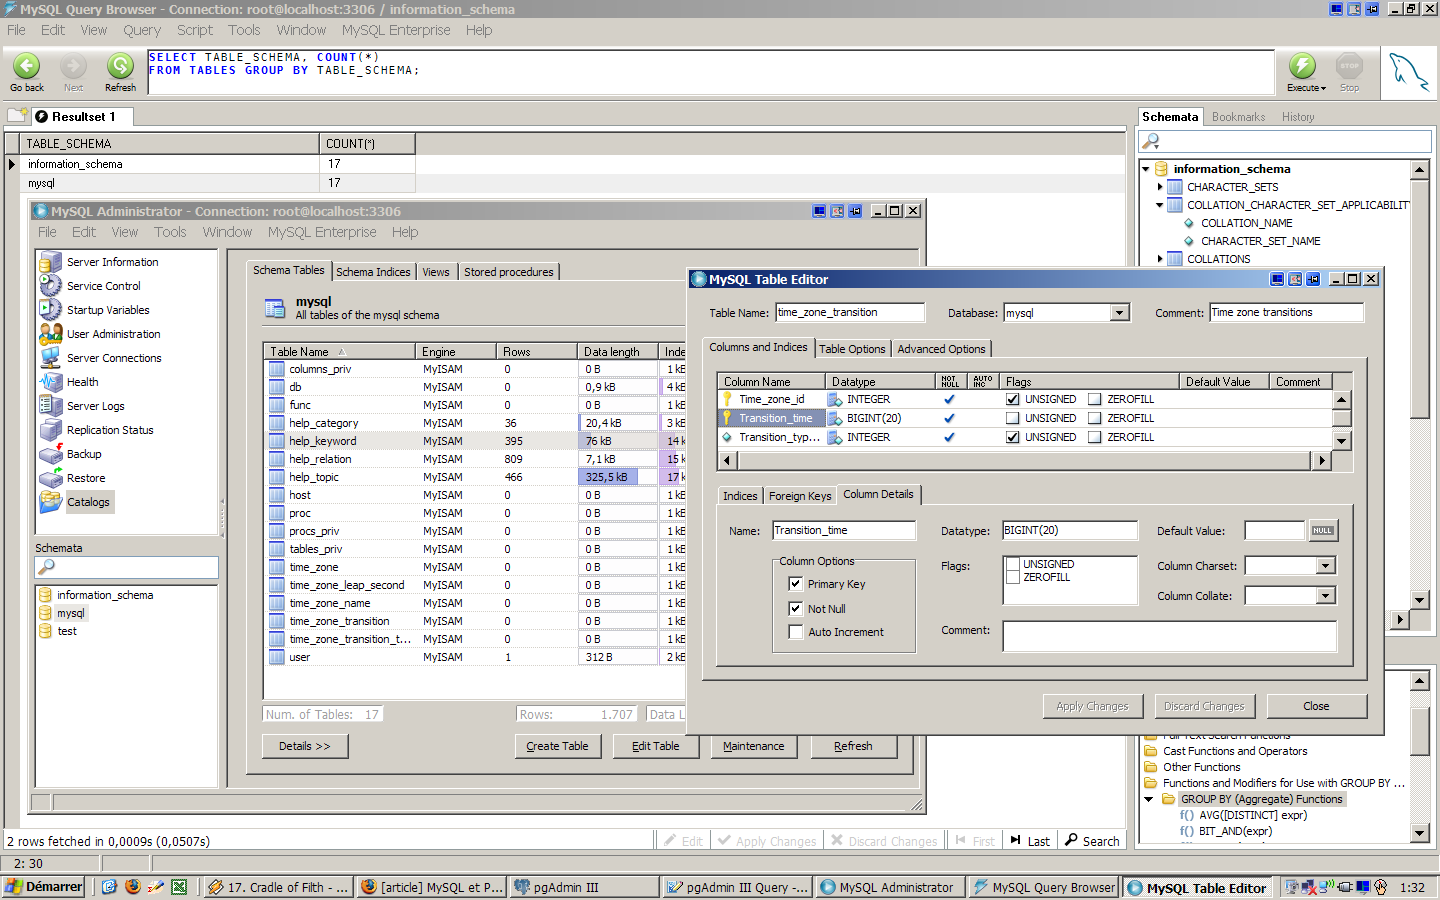 MySQL Query Browser - Connection: root@localhost:3306 / information_schema
File Edit View Query Script Tools Window MySQL Enterprise Help
Go back Next Refresh
SELECT TABLE_SCHEMA, COUNT(*)
FROM TABLES GROUP BY TABLE_SCHEMA;
Execute Stop
Resultset 1
TABLE_SCHEMA COUNT(*)
information_schema 17
mysql 17
Schemata Bookmarks History
information_schema
CHARACTER_SETS
COLLATION_CHARACTER_SET_APPLICABILIT
COLLATION_NAME
CHARACTER_SET_NAME
COLLATIONS
MySQL Administrator - Connection: root@localhost:3306
File Edit View Tools Window MySQL Enterprise Help
Server Information
Service Control
Startup Variables
User Administration
Server Connections
Health
Server Logs
Replication Status
Backup
Restore
Catalogs
Schemata
information_schema
mysql
test
Schema Tables Schema Indices Views Stored procedures
mysql
All tables of the mysql schema
Table Name Engine Rows Data length Inde
columns_priv MyISAM 0 0 B 1 kB
db MyISAM 0 0,9 kB 4 kB
func MyISAM 0 0 B 1 kB
help_category MyISAM 36 20,4 kB 3 kB
help_keyword MyISAM 395 76 kB 14 k
help_relation MyISAM 809 7,1 kB 15 k
help_topic MyISAM 466 325,5 kB 17 k
host MyISAM 0 0 B 1 kB
proc MyISAM 0 0 B 1 kB
procs_priv MyISAM 0 0 B 1 kB
tables_priv MyISAM 0 0 B 1 kB
time_zone MyISAM 0 0 B 1 kB
time_zone_leap_second MyISAM 0 0 B 1 kB
time_zone_name MyISAM 0 0 B 1 kB
time_zone_transition MyISAM 0 0 B 1 kB
time_zone_transition_t... MyISAM 0 0 B 1 kB
user MyISAM 1 312 B 2 kB
Num. of Tables: 17 Rows: 1.707 Data L
Details >> Create Table Edit Table Maintenance Refresh
MySQL Table Editor
Table Name: time_zone_transition Database: mysql Comment: Time zone transitions
Columns and Indices Table Options Advanced Options
Column Name Datatype NOT NULL AUTO INC Flags Default Value Comment
Time_zone_id INTEGER UNSIGNED ZEROFILL
Transition_time BIGINT(20) UNSIGNED ZEROFILL
Transition_typ... INTEGER UNSIGNED ZEROFILL
Indices Foreign Keys Column Details
Name: Transition_time Datatype: BIGINT(20) Default Value: NULL
Column Options
Primary Key
Not Null
Auto Increment
Flags: UNSIGNED
ZEROFILL
Column Charset:
Column Collate:
Comment:
Apply Changes Discard Changes Close
Cast Functions and Operators
Other Functions
Functions and Modifiers for Use with GROUP BY ...
GROUP BY (Aggregate) Functions
f() AVG([DISTINCT] expr)
f() BIT_AND(expr)
2 rows fetched in 0,0009s (0,0507s) Edit Apply Changes Discard Changes First Last Search
2: 30
Démarrer 17. Cradle of Filth - ... [article] MySQL et P... pgAdmin III pgAdmin III Query -... MySQL Administrator MySQL Query Browser MySQL Table Editor 1:32